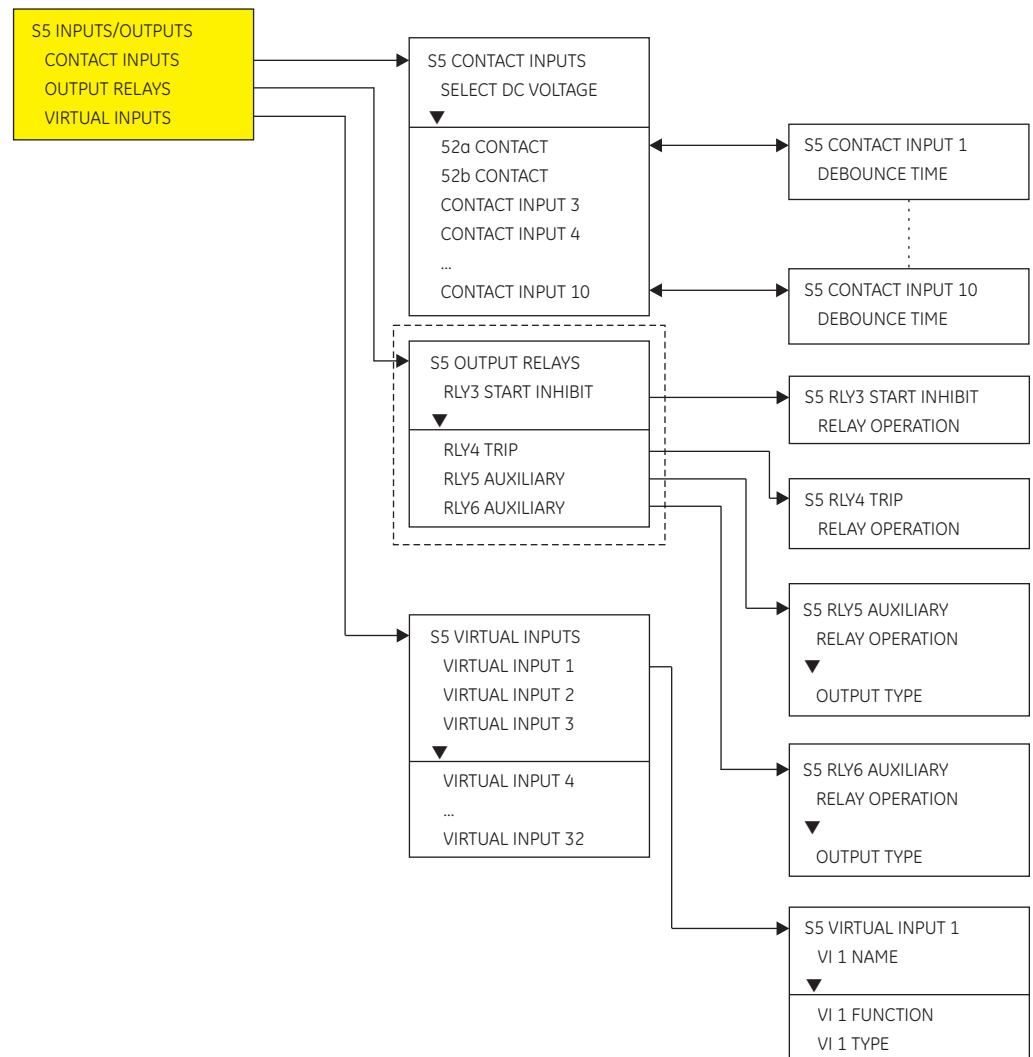 S5 INPUTS/OUTPUTS
CONTACT INPUTS
OUTPUT RELAYS
VIRTUAL INPUTS
S5 CONTACT INPUTS
SELECT DC VOLTAGE
52a CONTACT
52b CONTACT
CONTACT INPUT 3
CONTACT INPUT 4
...
CONTACT INPUT 10
S5 CONTACT INPUT 1
DEBOUNCE TIME
S5 CONTACT INPUT 10
DEBOUNCE TIME
S5 OUTPUT RELAYS
RLY3 START INHIBIT
RLY4 TRIP
RLY5 AUXILIARY
RLY6 AUXILIARY
S5 RLY3 START INHIBIT
RELAY OPERATION
S5 RLY4 TRIP
RELAY OPERATION
S5 RLY5 AUXILIARY
RELAY OPERATION
OUTPUT TYPE
S5 RLY6 AUXILIARY
RELAY OPERATION
OUTPUT TYPE
S5 VIRTUAL INPUTS
VIRTUAL INPUT 1
VIRTUAL INPUT 2
VIRTUAL INPUT 3
VIRTUAL INPUT 4
...
VIRTUAL INPUT 32
S5 VIRTUAL INPUT 1
VI 1 NAME
VI 1 FUNCTION
VI 1 TYPE